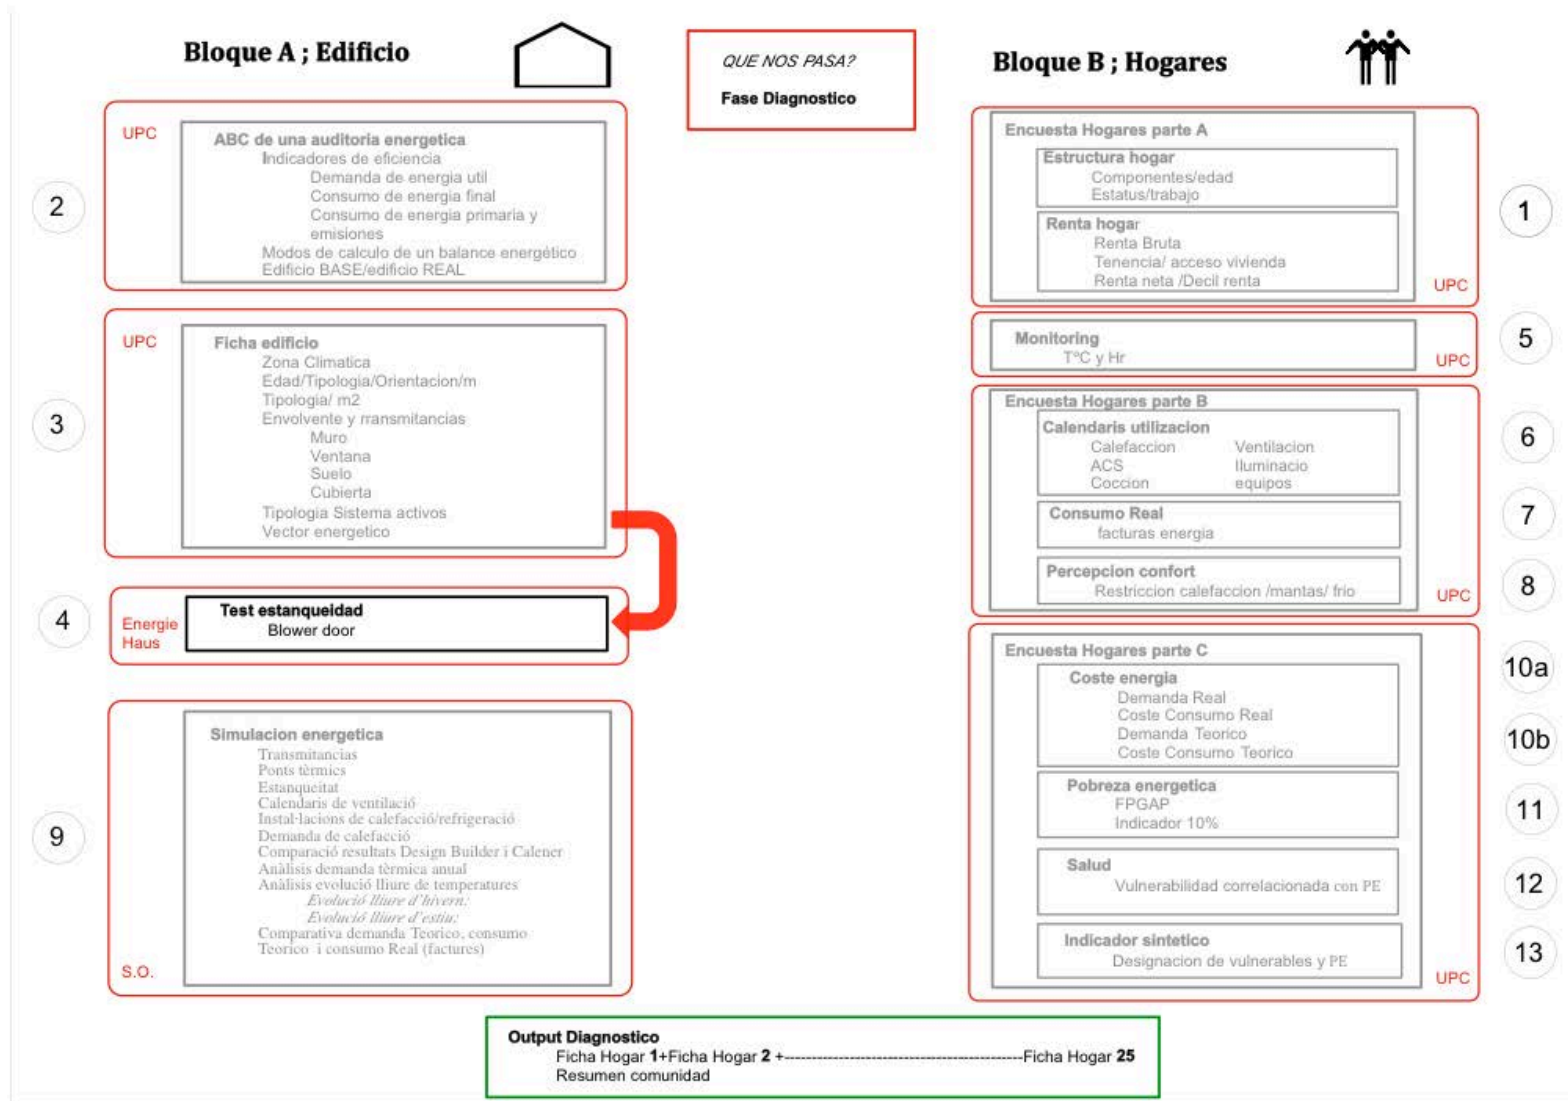 Bloque A ; Edificio
QUE NOS PASA?
Fase Diagnostico
Bloque B ; Hogares
2
UPC
ABC de una auditoria energetica
Indicadores de eficiencia
Demanda de energia util
Consumo de energia final
Consumo de energia primaria y
emisiones
Modos de calculo de un balance energético
Edificio BASE/edificio REAL
3
UPC
Ficha edificio
Zona Climatica
Edad/Tipologia/Orientacion/m
Tipologia/ m2
Envolvente y rransmitancias
Muro
Ventana
Suelo
Cubierta
Tipologia Sistema activos
Vector energetico
4
Energie
Haus
Test estanqueidad
Blower door
9
Simulacion energetica
Transmitancias
Ponts tèrmics
Estanqueitat
Calendaris de ventilació
Instal·lacions de calefacció/refrigeració
Demanda de calefacció
Comparació resultats Design Builder i Calener
Anàlisis demanda tèrmica anual
Anàlisis evolució lliure de temperatures
Evolució lliure d'hivern:
Evolució lliure d'estiu:
Comparativa demanda Teorico, consumo
Teorico i consumo Real (factures)
S.O.
Encuesta Hogares parte A
Estructura hogar
Componentes/edad
Estatus/trabajo
Renta hogar
Renta Bruta
Tenencia/ acceso vivienda
Renta neta /Decil renta
UPC
1
Monitoring
TºC y Hr
UPC
5
Encuesta Hogares parte B
Calendaris utilizacion
Calefaccion Ventilacion
ACS Iluminacio
Coccion equipos
6
Consumo Real
facturas energia
7
Percepcion confort
Restriccion calefaccion /mantas/ frio
UPC
8
Encuesta Hogares parte C
Coste energia
Demanda Real
Coste Consumo Real
Demanda Teorico
Coste Consumo Teorico
10a
10b
Pobreza energetica
FPGAP
Indicador 10%
11
Salud
Vulnerabilidad correlacionada con PE
12
Indicador sintetico
Designacion de vulnerables y PE
UPC
13
Output Diagnostico
Ficha Hogar 1+Ficha Hogar 2 +-------------------------------------------Ficha Hogar 25
Resumen comunidad